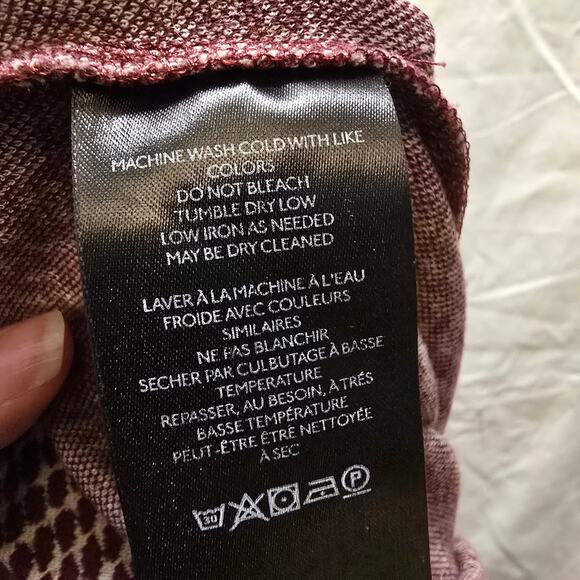 MACHINE WASH COLD WITH LIKE
COLORS
DO NOT BLEACH
TUMBLE DRY LOW
LOW IRON AS NEEDED
MAY BE DRY CLEANED
LAVER À LA MACHINE À L'EAU
FROIDE AVEC COULEURS
SIMILAIRES
NE PAS BLANCHIR
SECHER PAR CULBUTAGE À BASSE
TEMPERATURE
REPASSER, AU BESOIN, À TRÉS
BASSE TEMPÉRATURE
PEUT-ÊTRE ÊTRE NETTOYÉE
À SEC
30 P